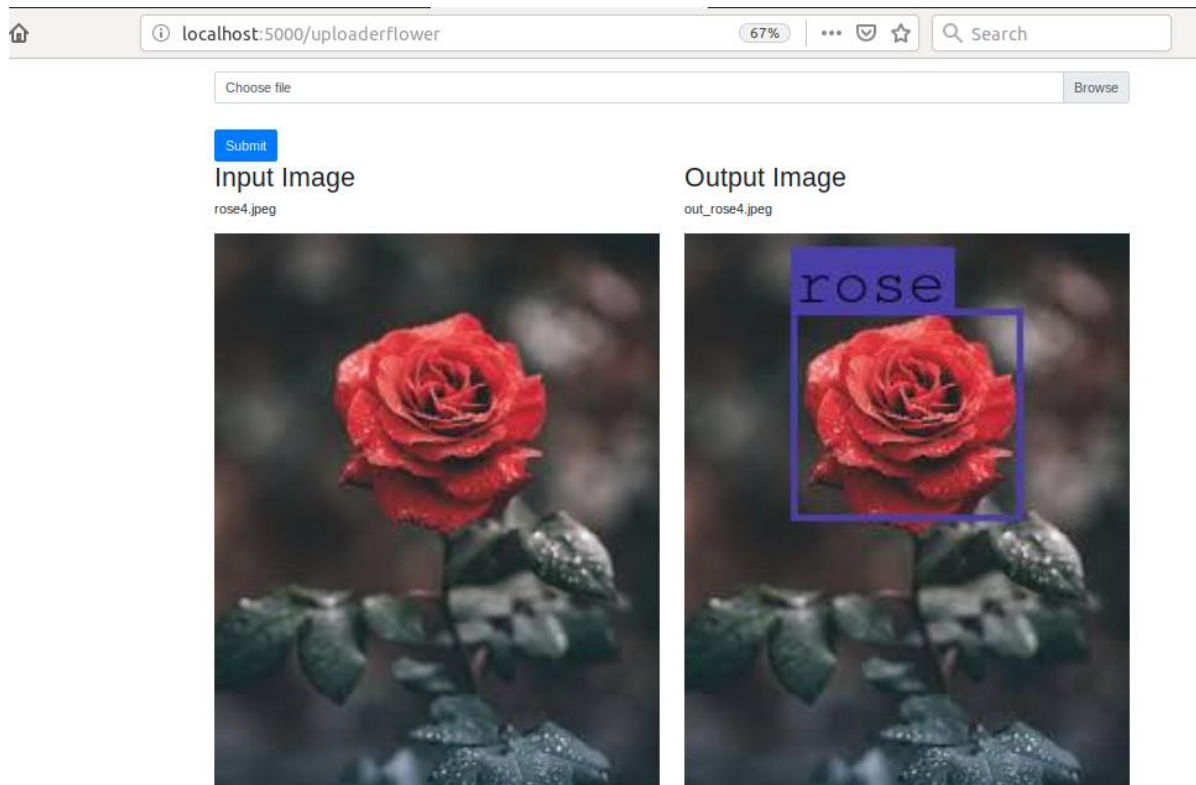 localhost:5000/uploaderflower
67%
Search
Choose file
Browse
Submit
Input Image
Output Image
rose4.jpeg
out_rose4.jpeg
rose